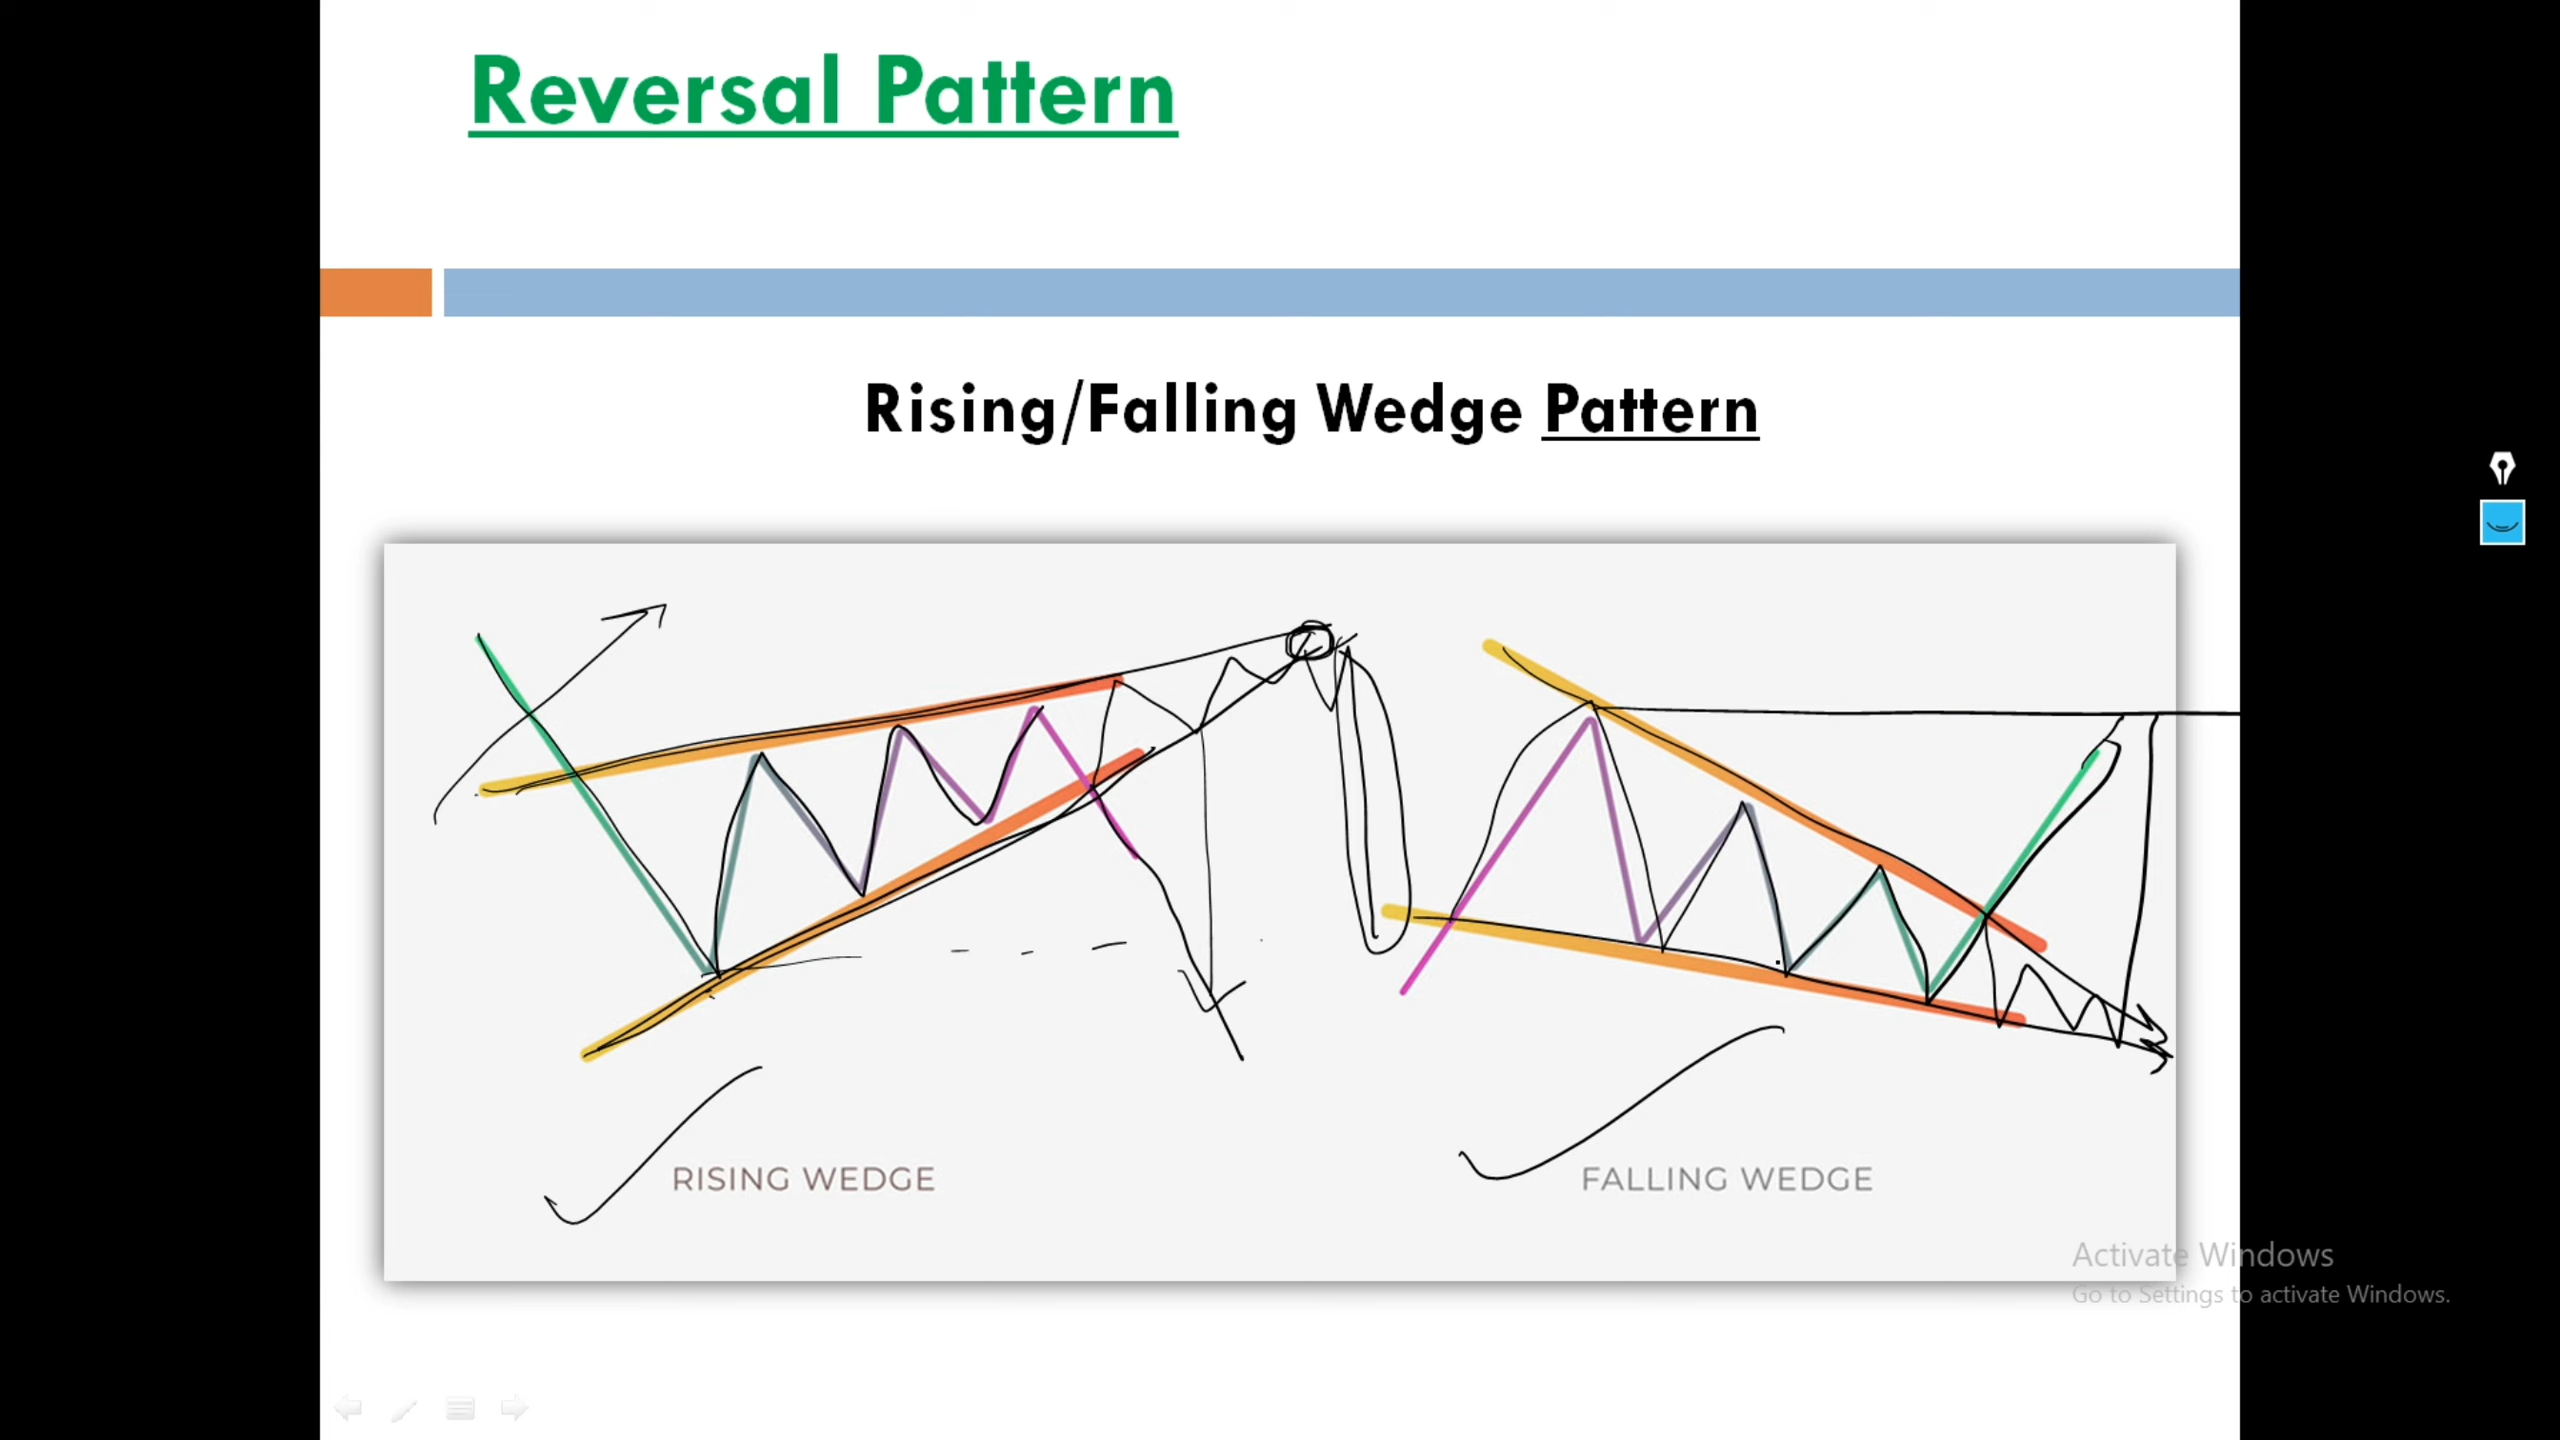 Reversal Pattern
Rising/Falling Wedge Pattern
RISING WEDGE
FALLING WEDGE
Activate Windows
Go to Settings to activate Windows.